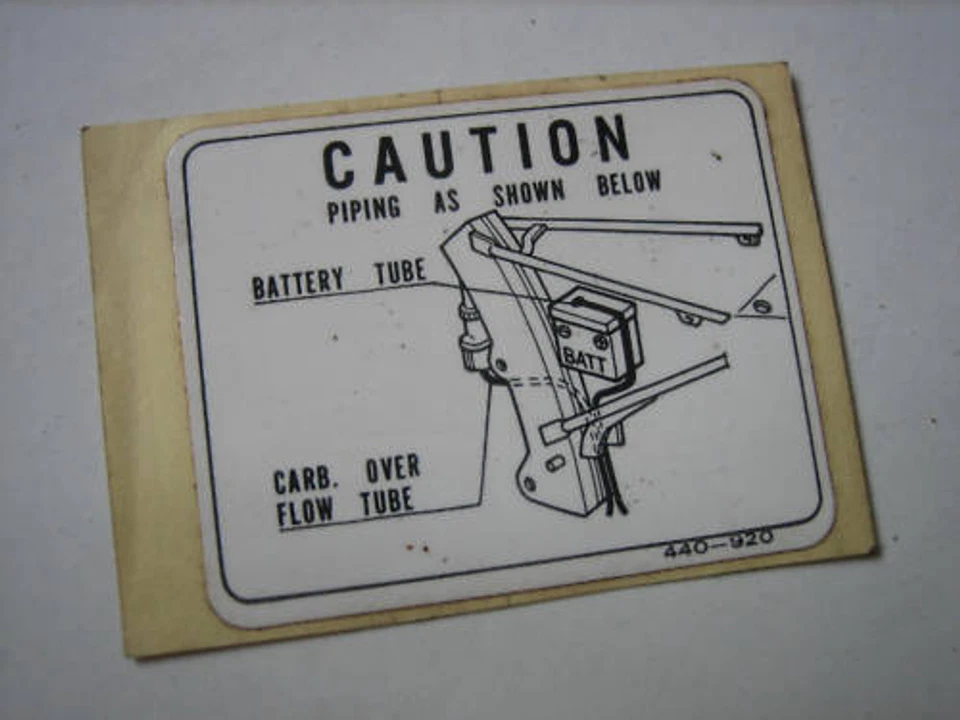 CAUTION
PIPING AS SHOWN BELOW
BATTERY TUBE
BATT
CARB. OVER
FLOW TUBE
440-920